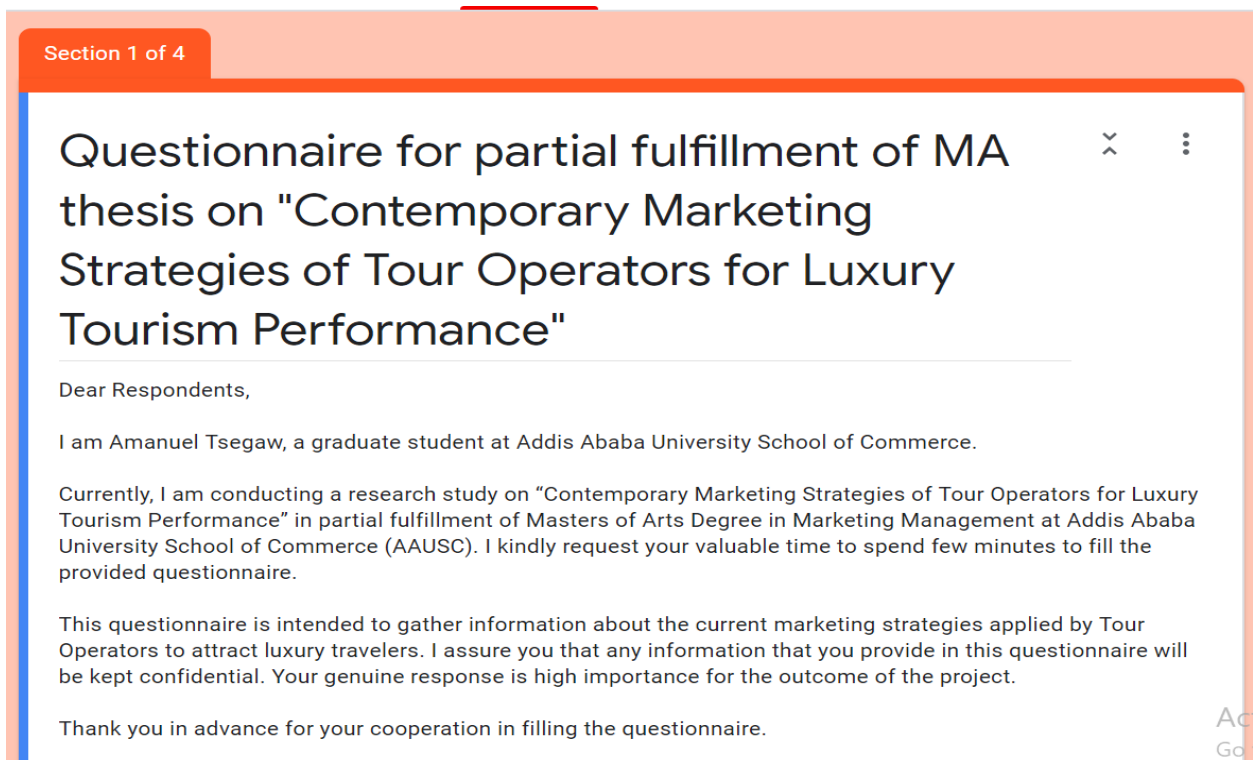 Section 1 of 4
Questionnaire for partial fulfillment of MA
thesis on "Contemporary Marketing
Strategies of Tour Operators for Luxury
Tourism Performance"
Dear Respondents,
I am Amanuel Tsegaw, a graduate student at Addis Ababa University School of Commerce.
Currently, I am conducting a research study on “Contemporary Marketing Strategies of Tour Operators for Luxury
Tourism Performance” in partial fulfillment of Masters of Arts Degree in Marketing Management at Addis Ababa
University School of Commerce (AAUSC). I kindly request your valuable time to spend few minutes to fill the
provided questionnaire.
This questionnaire is intended to gather information about the current marketing strategies applied by Tour
Operators to attract luxury travelers. I assure you that any information that you provide in this questionnaire will
be kept confidential. Your genuine response is high importance for the outcome of the project.
Thank you in advance for your cooperation in filling the questionnaire.
Go